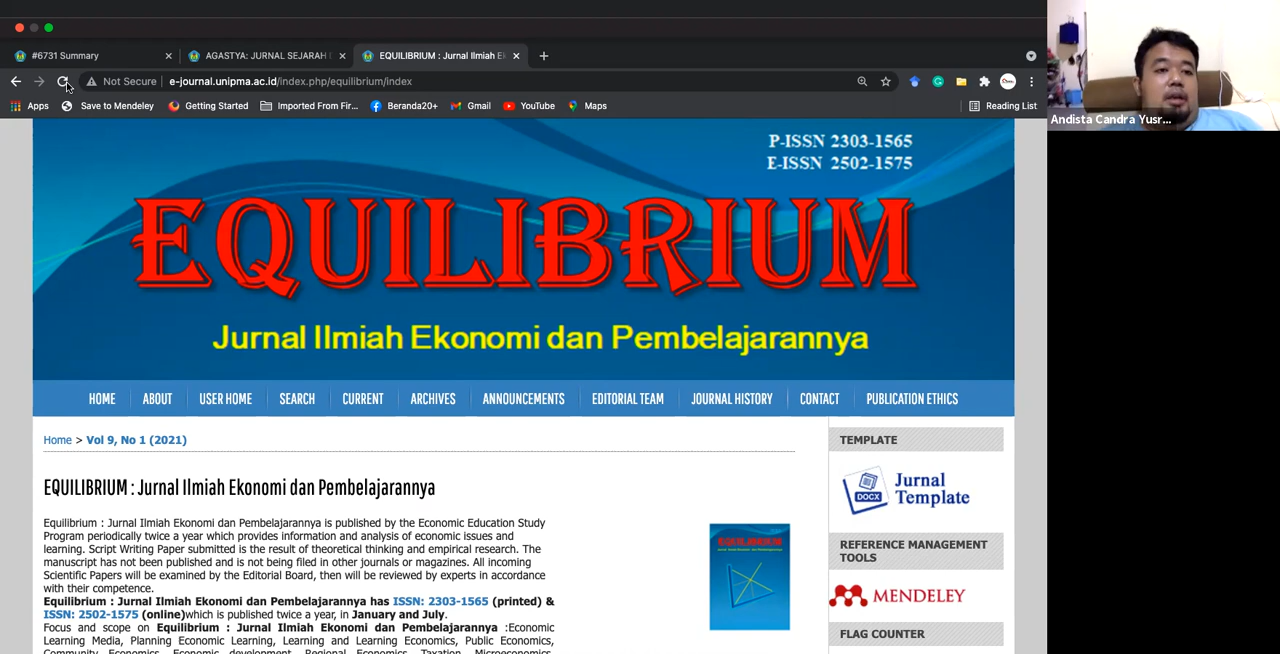 #6731 Summary
AGASTYA: JURNAL SEJARAH
EQUILIBRIUM : Jurnal Ilmiah E
Not Secure
e-journal.unipma.ac.id/index.php/equilibrium/index
Apps
Save to Mendeley
Getting Started
Imported From Fir...
Beranda20+
Gmail
YouTube
Maps
Reading List
Andista Candra Yusr...
P-ISSN 2303-1565
E-ISSN 2502-1575
EQUILIBRIUM
Jurnal Ilmiah Ekonomi dan Pembelajarannya
HOME
ABOUT
USER HOME
SEARCH
CURRENT
ARCHIVES
ANNOUNCEMENTS
EDITORIAL TEAM
JOURNAL HISTORY
CONTACT
PUBLICATION ETHICS
Home > Vol 9, No 1 (2021)
EQUILIBRIUM : Jurnal Ilmiah Ekonomi dan Pembelajarannya
Equilibrium : Jurnal Ilmiah Ekonomi dan Pembelajarannya is published by the Economic Education Study
Program periodically twice a year which provides information and analysis of economic issues and
learning. Script Writing Paper submitted is the result of theoretical thinking and empirical research. The
manuscript has not been published and is not being filed in other journals or magazines. All incoming
Scientific Papers will be examined by the Editorial Board, then will be reviewed by experts in accordance
with their competence.
Equilibrium : Jurnal Ilmiah Ekonomi dan Pembelajarannya has ISSN: 2303-1565 (printed) &
ISSN: 2502-1575 (online)which is published twice a year, in January and July.
Focus and scope on Equilibrium : Jurnal Ilmiah Ekonomi dan Pembelajarannya :Economic
Learning Media, Planning Economic Learning, Learning and Learning Economics, Public Economics,
Community Economics, Economic development, Regional Economics, Taxation, Microeconomics,
EQUILIBRIUM
TEMPLATE
DOCX
Jurnal
Template
REFERENCE MANAGEMENT
TOOLS
MENDELEY
FLAG COUNTER